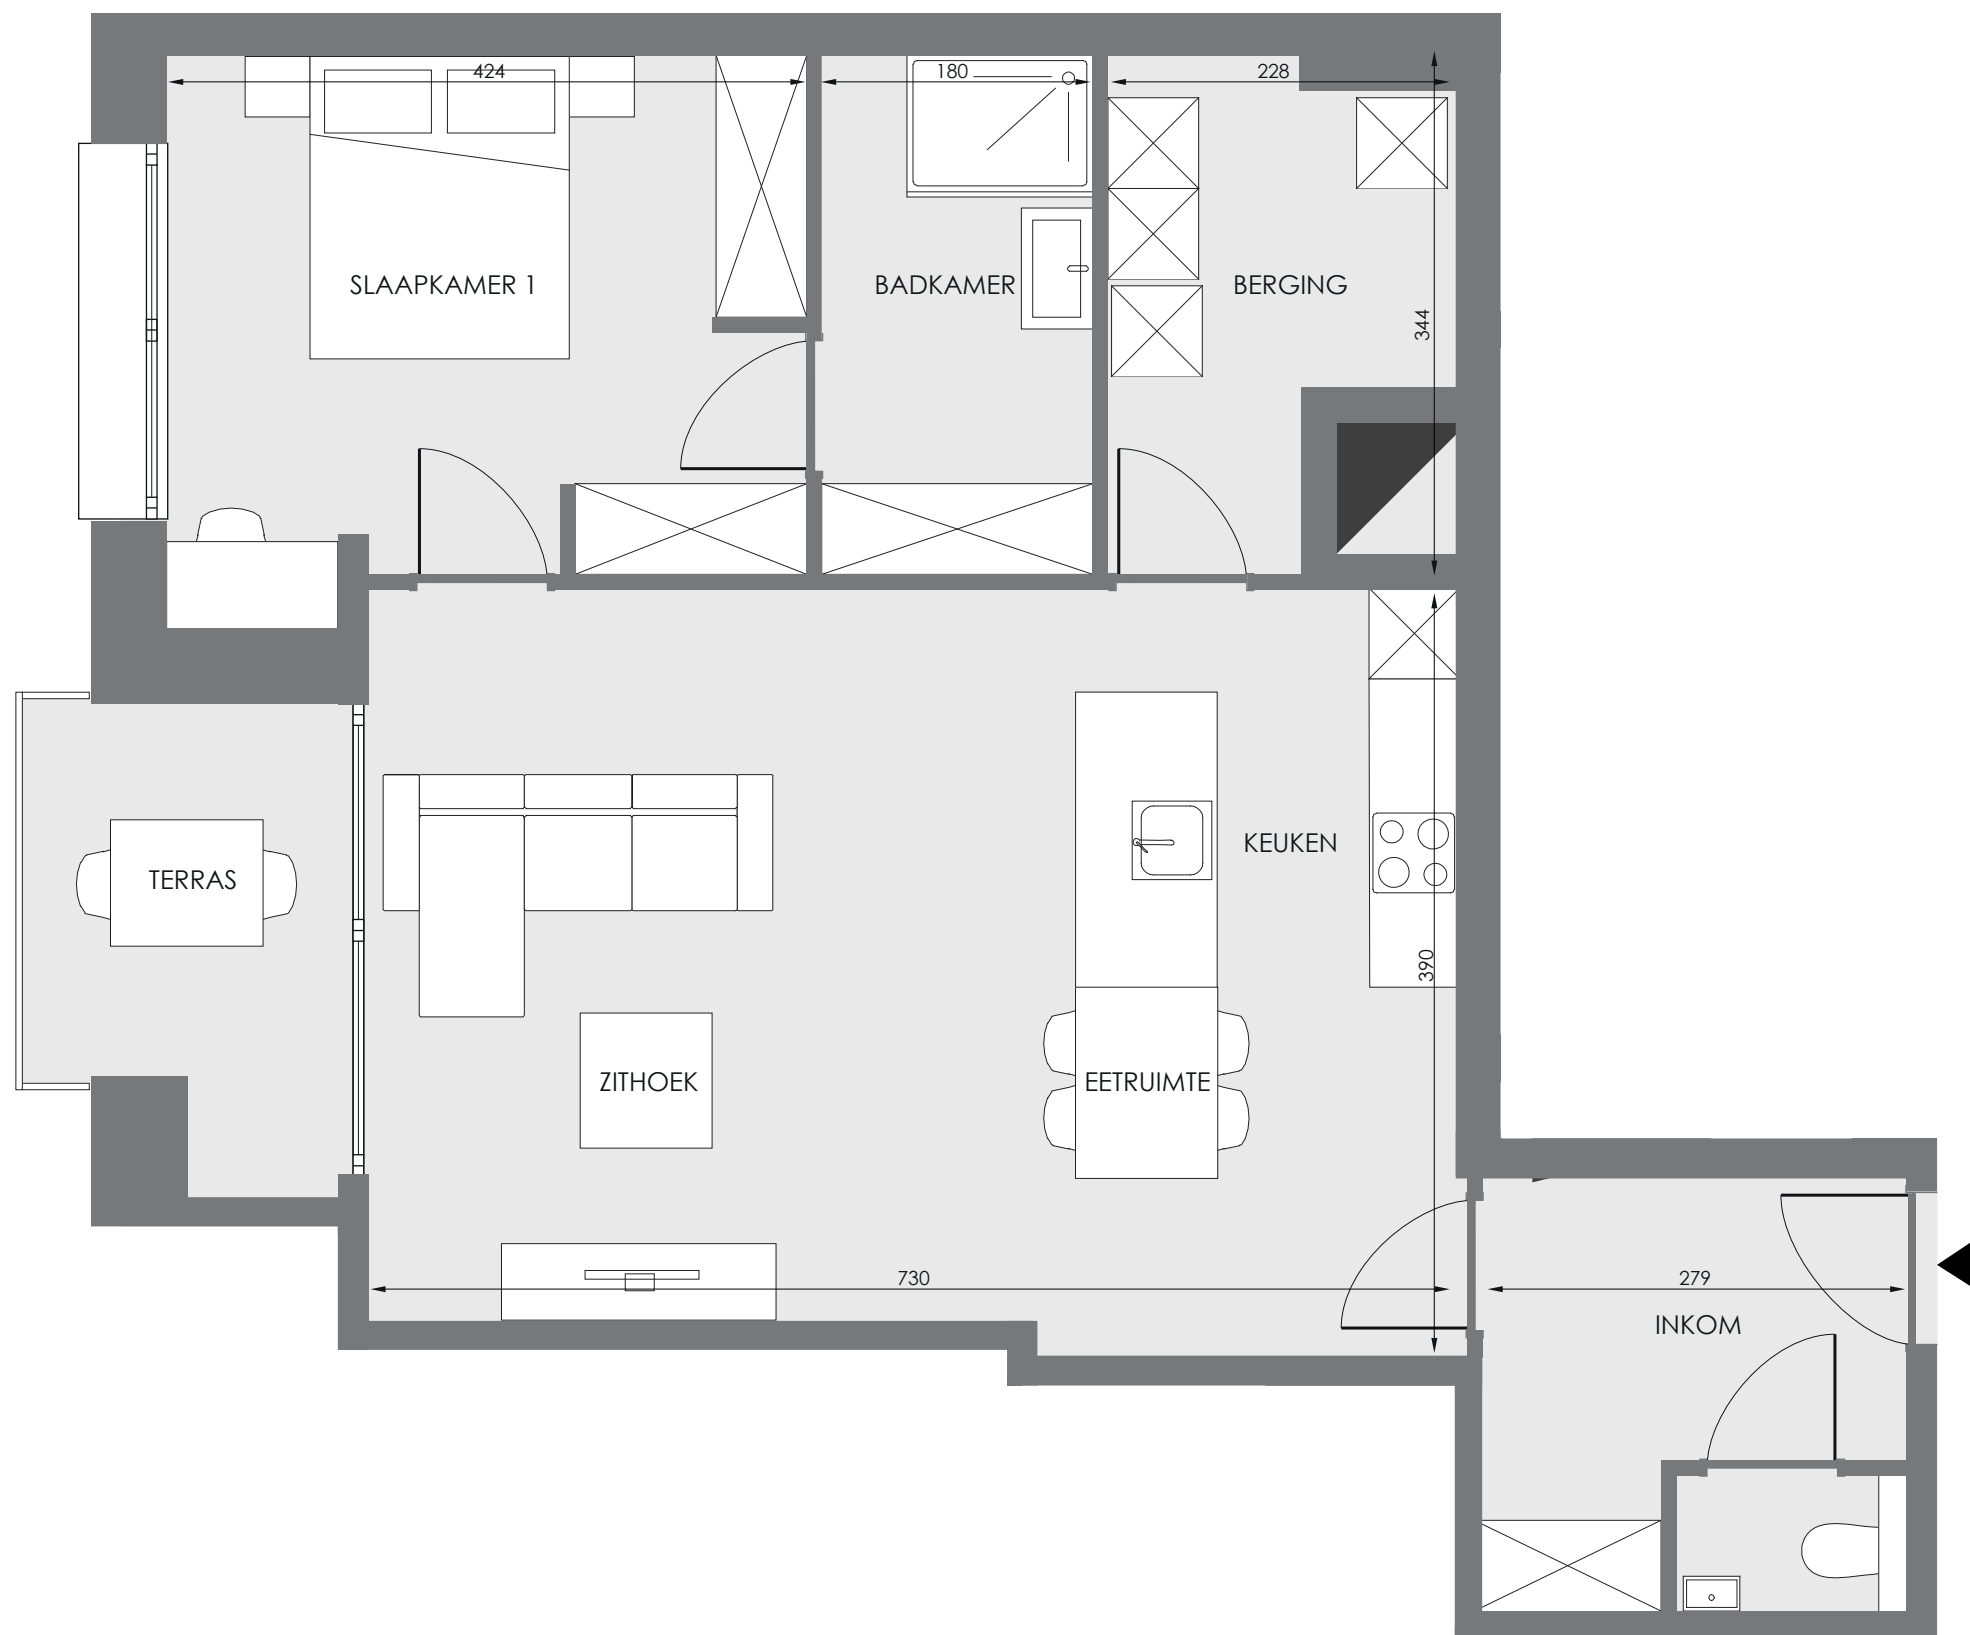 424
180
228
SLAAPKAMER 1
BADKAMER
BERGING
344
KEUKEN
TERRAS
390
ZITHOEK
EETRUIMTE
730
279
INKOM